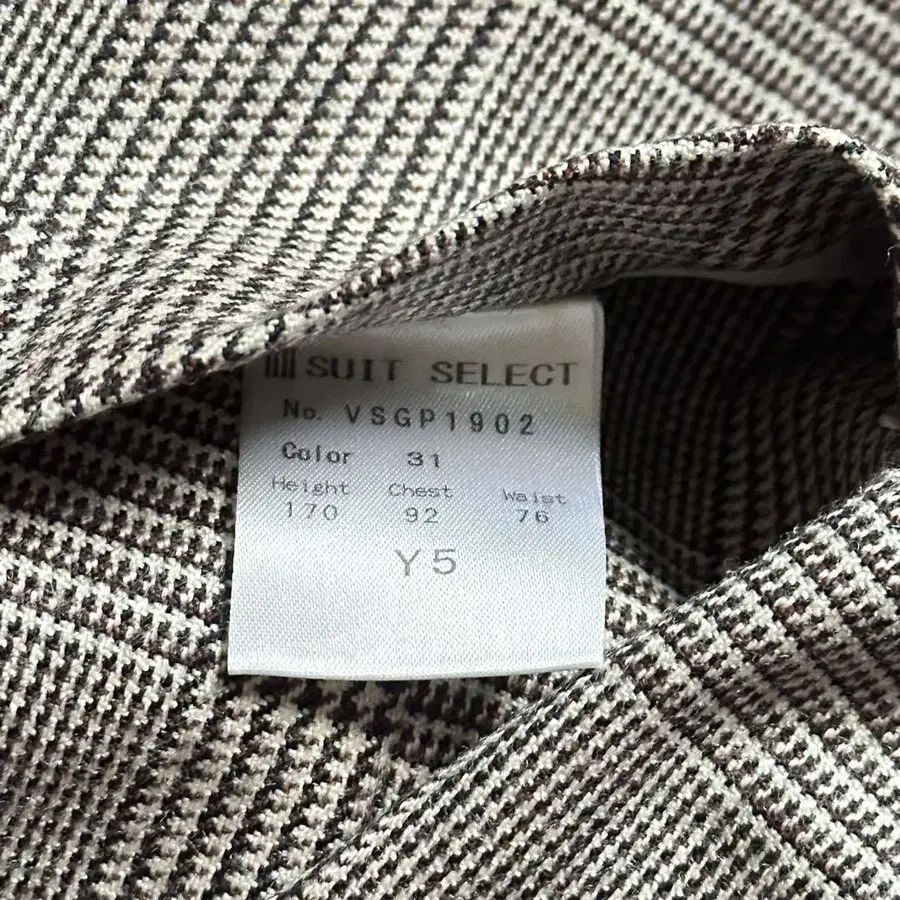 SUIT SELECT
No. VSGP1902
Color 31
Height Chest Waist
170 92 76
Y5